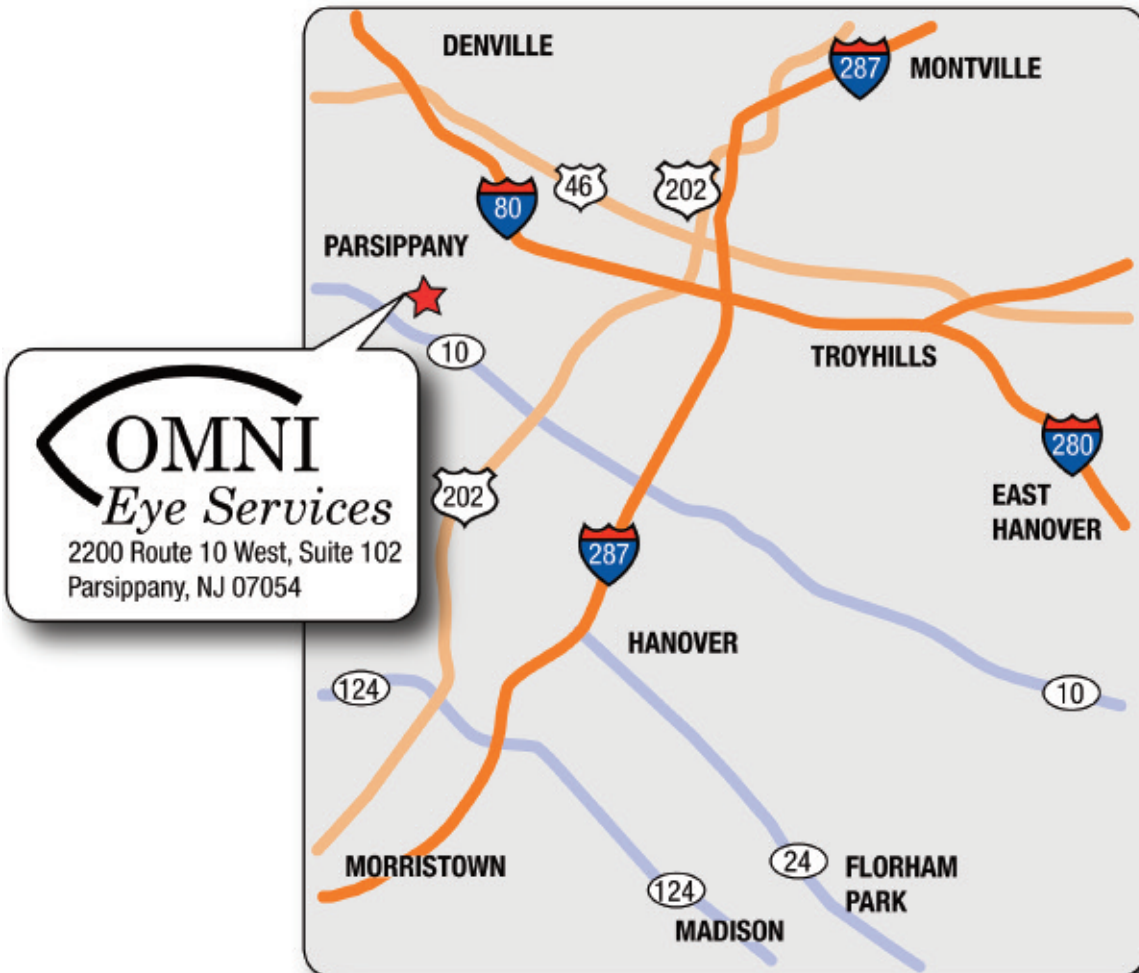 DENVILLE
287
MONTVILLE
46
202
80
PARSIPPANY
10
TROYHILLS
OMNI
Eye Services
2200 Route 10 West, Suite 102
Parsippany, NJ 07054
202
280
EAST
HANOVER
287
HANOVER
124
10
MORRISTOWN
24
FLORHAM
PARK
124
MADISON